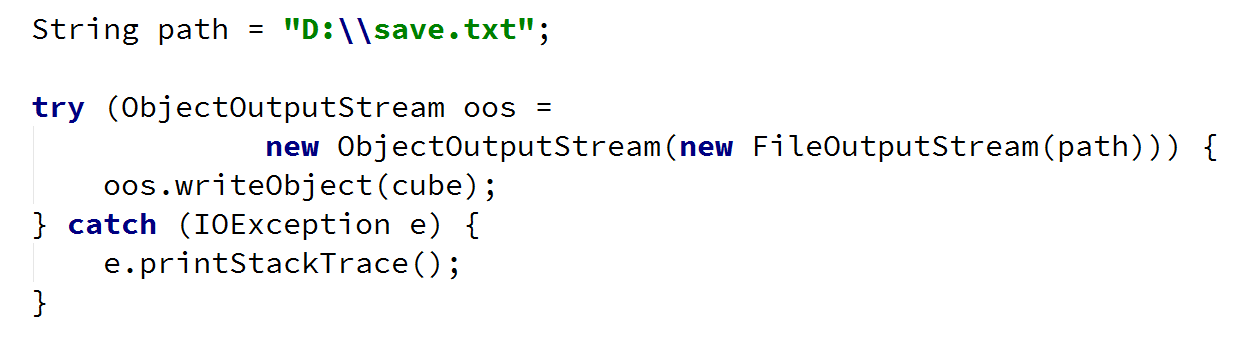 String path = "D:\\save.txt";
try (ObjectOutputStream oos =
new ObjectOutputStream(new FileOutputStream(path))) {
oos.writeObject(cube);
} catch (IOException e) {
e.printStackTrace();
}